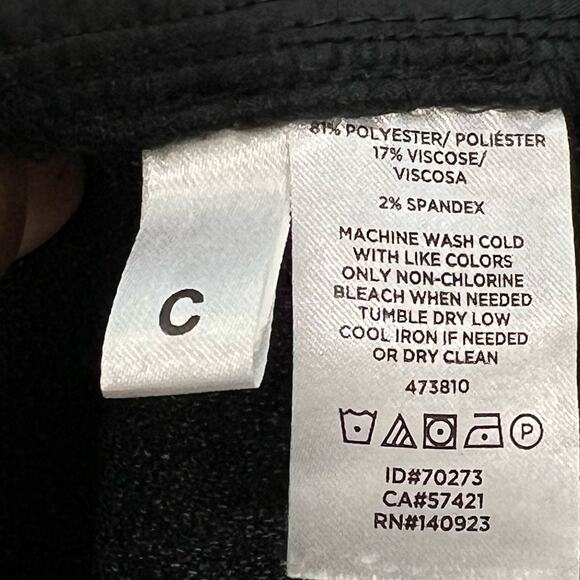 C
81% POLYESTER/ POLIÉSTER
17% VISCOSE/
VISCOSA
2% SPANDEX
MACHINE WASH COLD
WITH LIKE COLORS
ONLY NON-CHLORINE
BLEACH WHEN NEEDED
TUMBLE DRY LOW
COOL IRON IF NEEDED
OR DRY CLEAN
473810
P
ID#70273
CA#57421
RN#140923